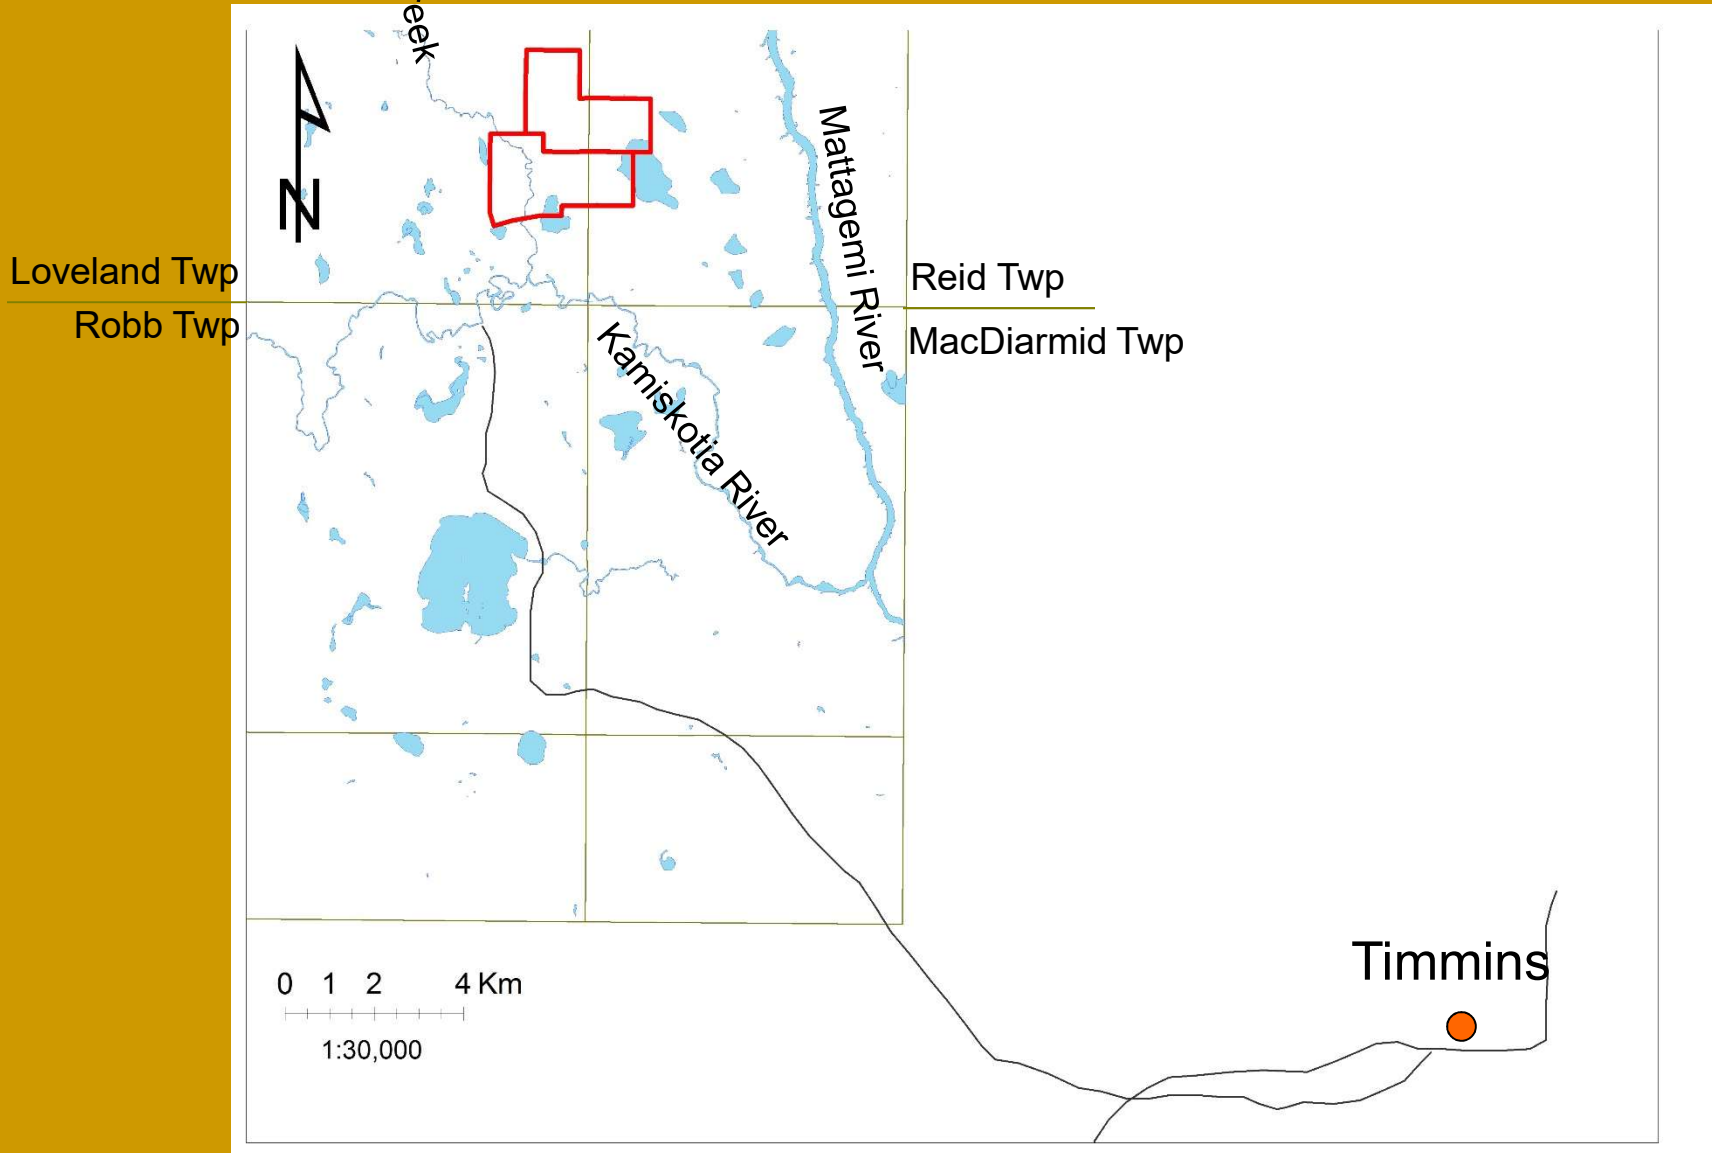 eek
N
Mattagemi River
Loveland Twp
Reid Twp
Robb Twp
MacDiarmid Twp
Kamiskotia River
Timmins
0 1 2 4 Km
1:30,000